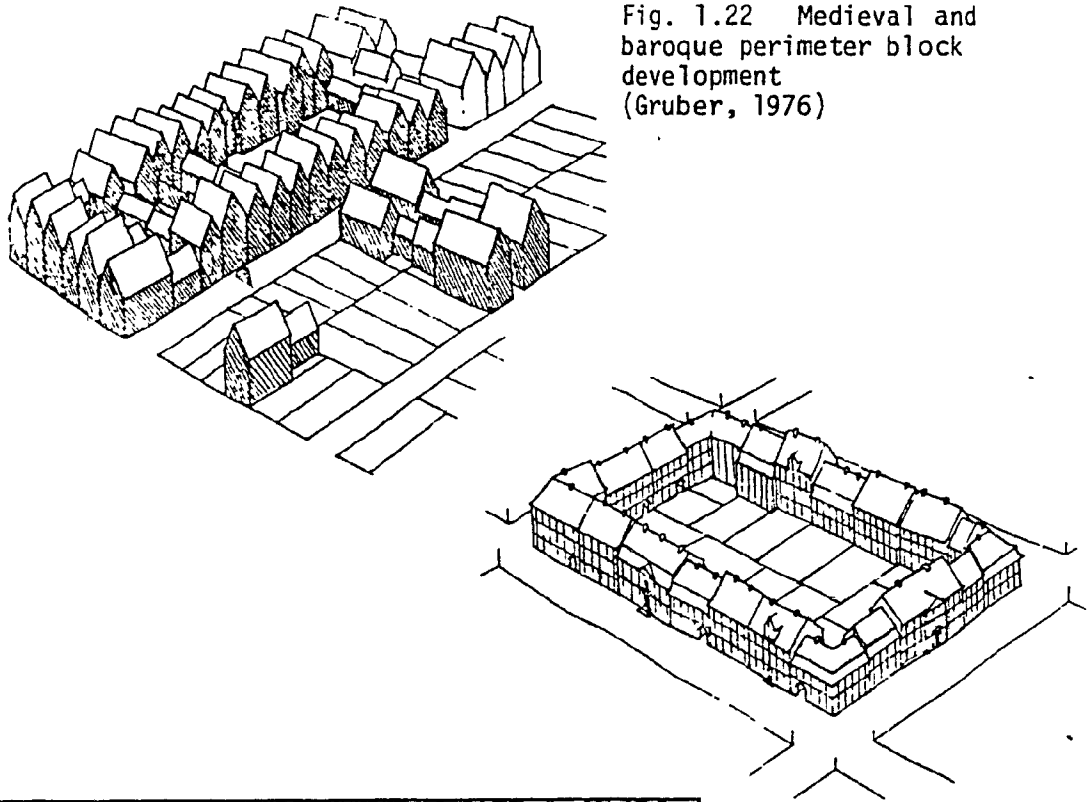 Fig. 1.22 Medieval and
baroque perimeter block
development
(Gruber, 1976)